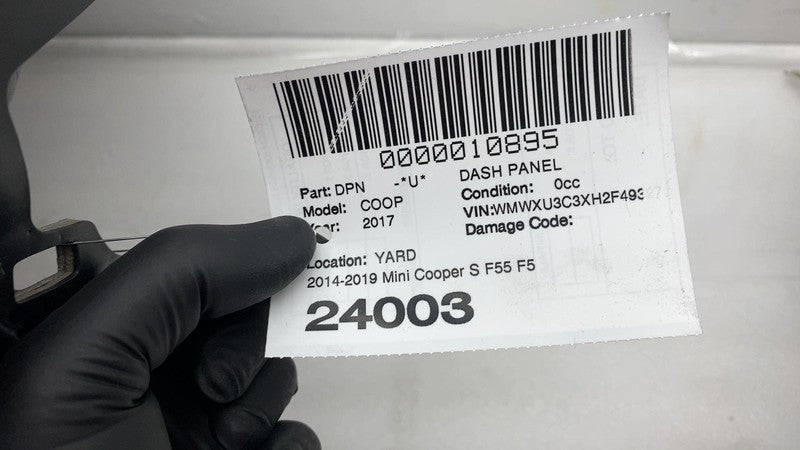 0000010895
Part: DPN -*U* DASH PANEL
Model: COOP Condition: 0cc
Year: 2017 VIN:WMWXU3C3XH2F49327
Damage Code:
Location: YARD
2014-2019 Mini Cooper S F55 F5
24003